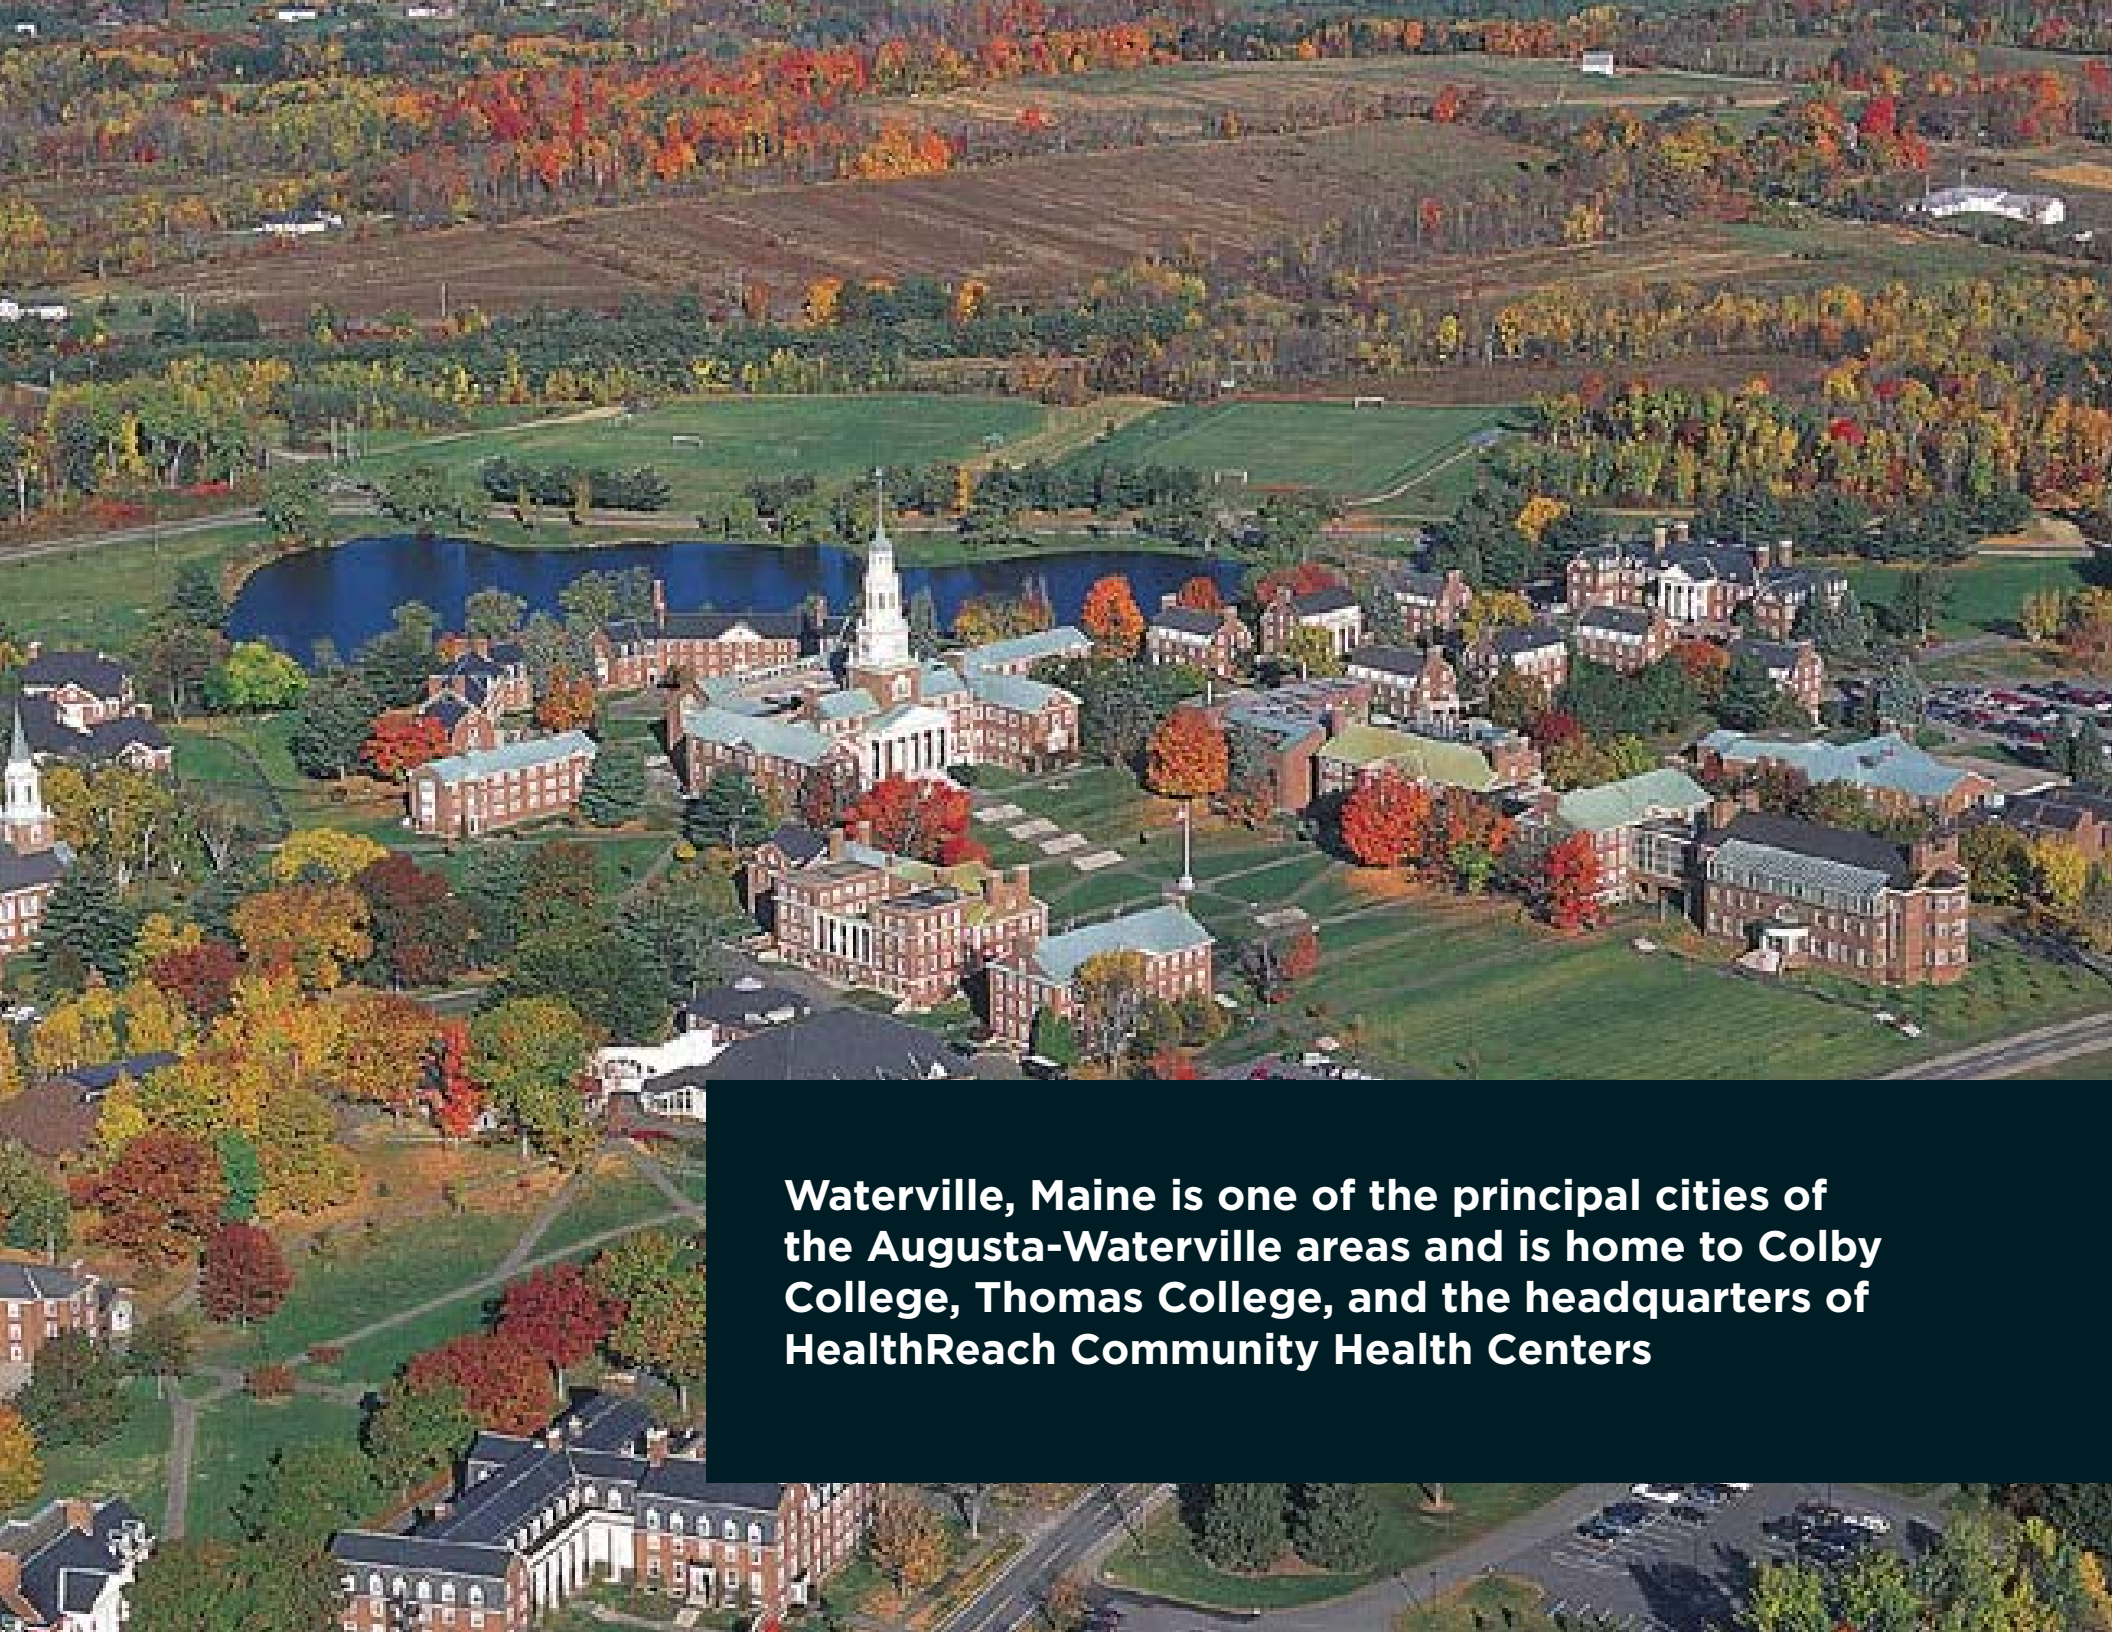 Waterville, Maine is one of the principal cities of
the Augusta-Waterville areas and is home to Colby
College, Thomas College, and the headquarters of
HealthReach Community Health Centers